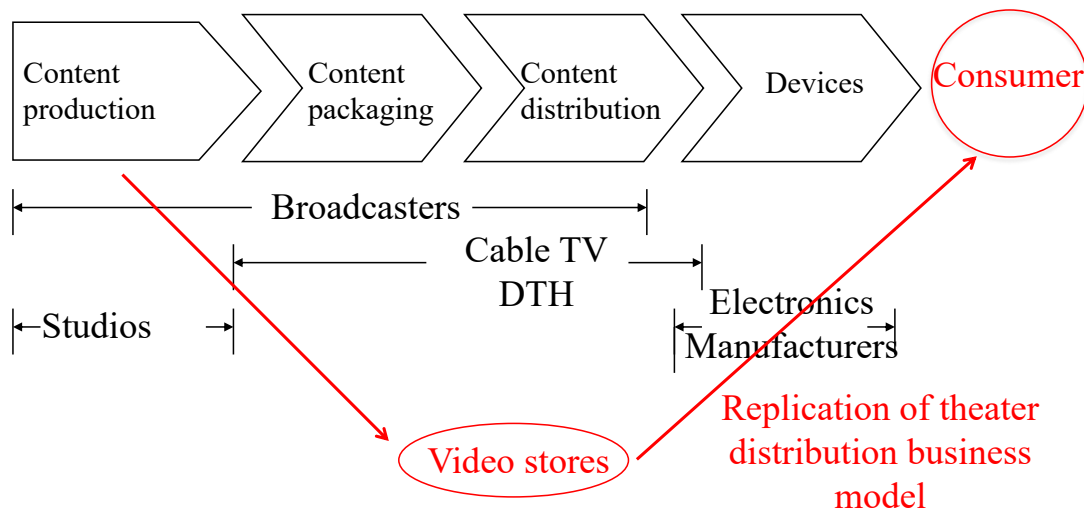 Content
production
Content
packaging
Content
distribution
Devices
Consumer
Broadcasters
Cable TV
DTH
Studios
Electronics
Manufacturers
Video stores
Replication of theater
distribution business
model